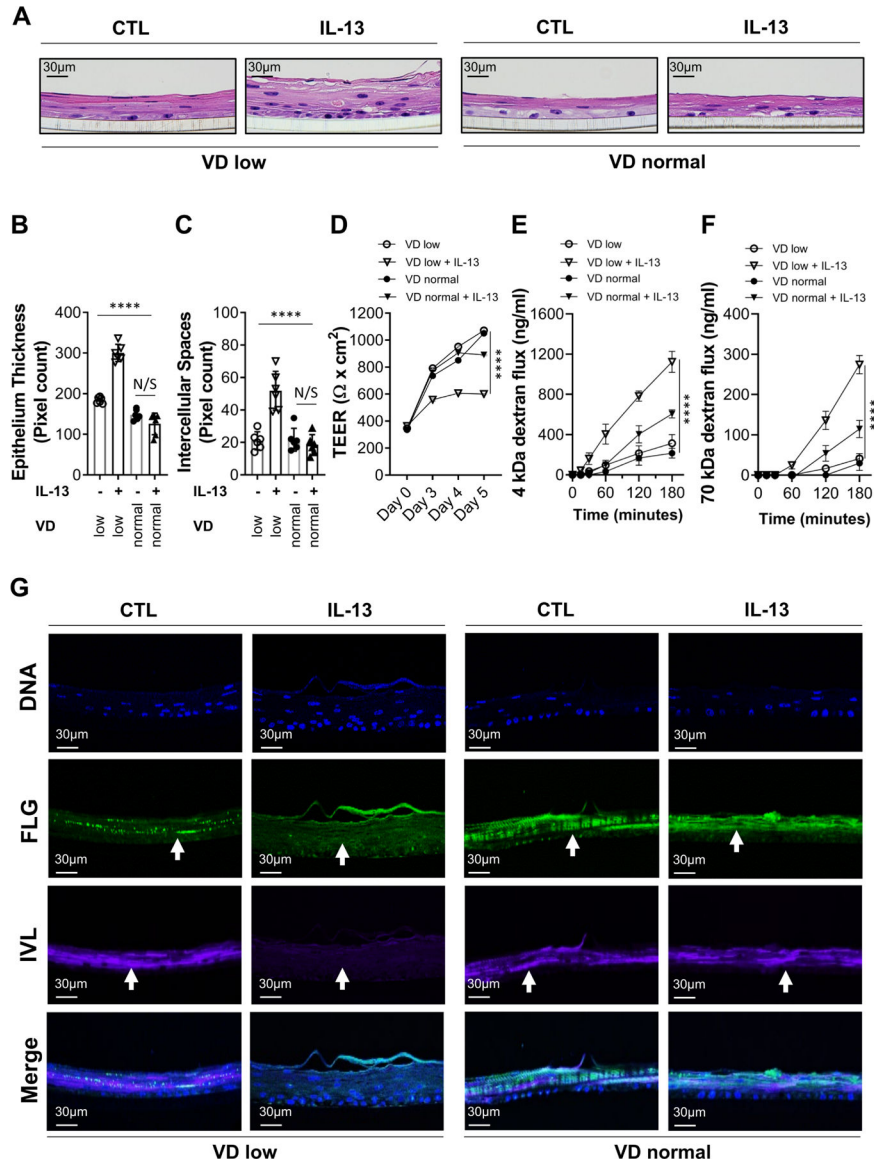 A
CTL IL-13 CTL IL-13
30µm 30µm 30µm 30µm
VD low VD normal
B
Epithelium Thickness
(Pixel count)
400
300
200
100
0
****
N/S
IL-13 - + - +
VD low low normal normal
C
Intercellular Spaces
(Pixel count)
100
80
60
40
20
0
****
N/S
IL-13 - + - +
VD low low normal normal
D
VD low
VD low + IL-13
VD normal
VD normal + IL-13
TEER (Ω x cm²)
1200
1000
800
600
400
200
0
****
Day 0 Day 3 Day 4 Day 5
E
VD low
VD low + IL-13
VD normal
VD normal + IL-13
4 kDa dextran flux (ng/ml)
1600
1200
800
400
0
****
0 60 120 180
Time (minutes)
F
VD low
VD low + IL-13
VD normal
VD normal + IL-13
70 kDa dextran flux (ng/ml)
400
300
200
100
0
****
0 60 120 180
Time (minutes)
G
CTL IL-13 CTL IL-13
DNA
30µm 30µm 30µm 30µm
FLG
30µm 30µm 30µm 30µm
IVL
30µm 30µm 30µm 30µm
Merge
30µm 30µm 30µm 30µm
VD low VD normal